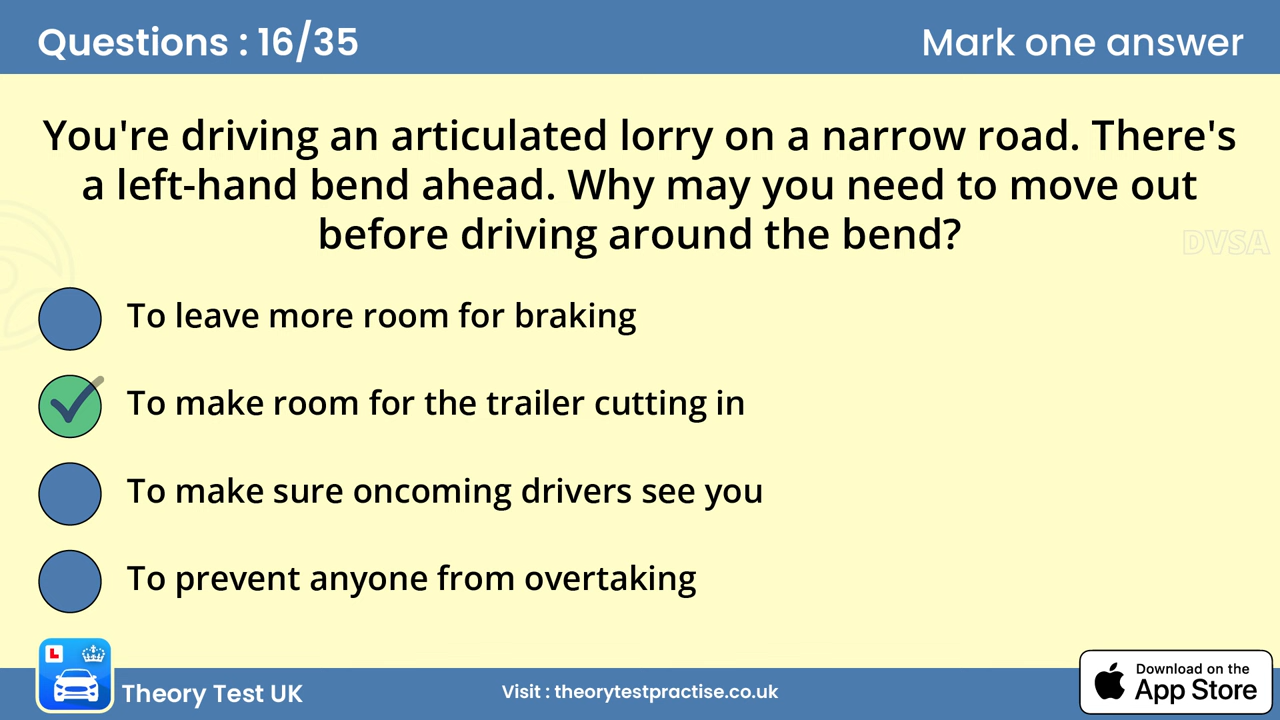 Questions : 16/35
Mark one answer
You're driving an articulated lorry on a narrow road. There's
a left-hand bend ahead. Why may you need to move out
before driving around the bend?
DVSA
To leave more room for braking
To make room for the trailer cutting in
To make sure oncoming drivers see you
To prevent anyone from overtaking
L
Theory Test UK
Visit : theorytestpractise.co.uk
Download on the
App Store